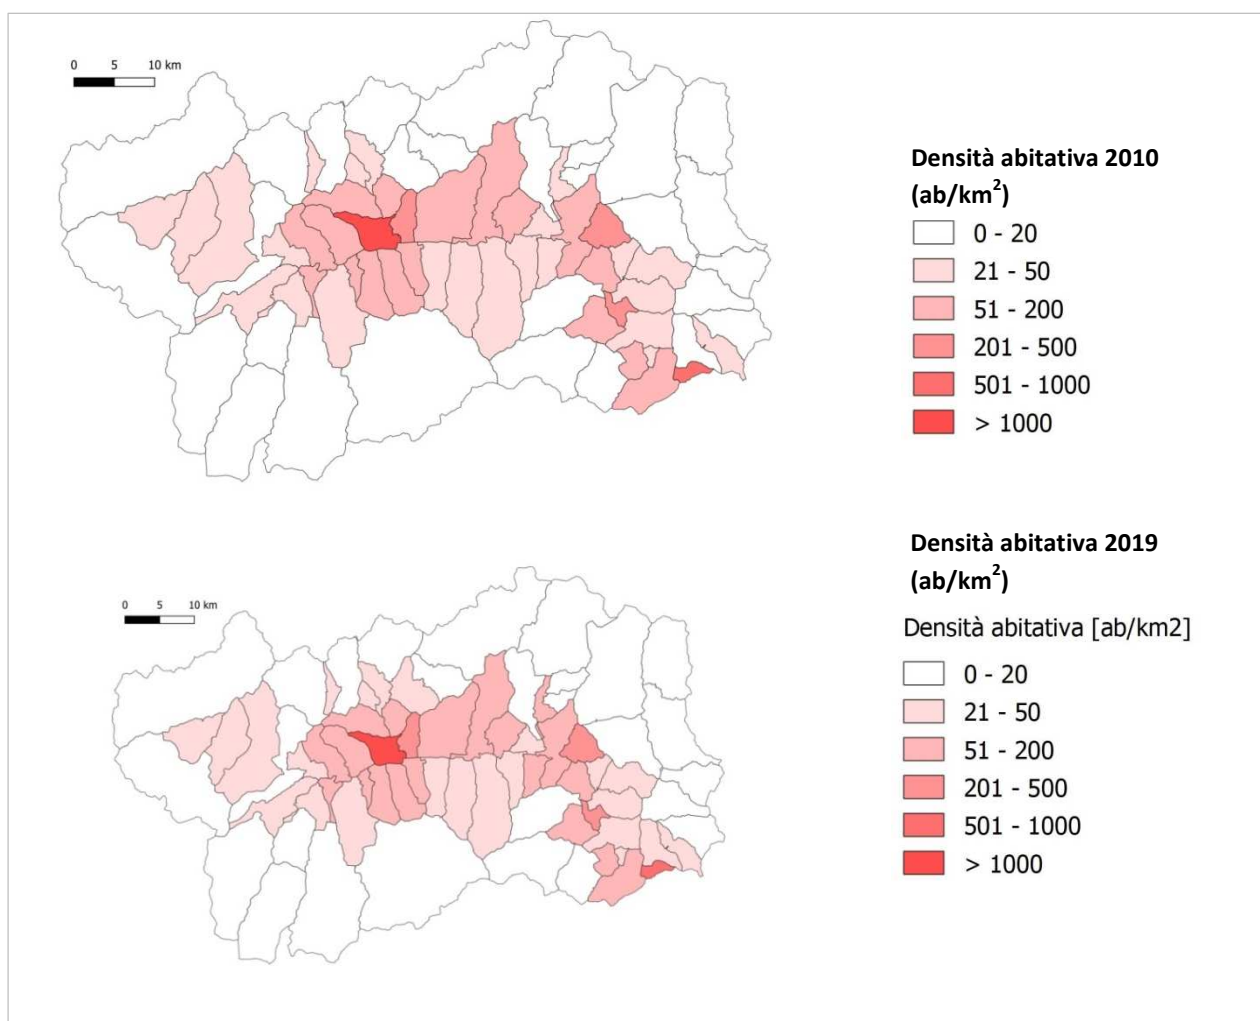 0 5 10 km
Densità abitativa 2010
(ab/km²)
0 - 20
21 - 50
51 - 200
201 - 500
501 - 1000
> 1000
0 5 10 km
Densità abitativa 2019
(ab/km²)
Densità abitativa [ab/km2]
0 - 20
21 - 50
51 - 200
201 - 500
501 - 1000
> 1000